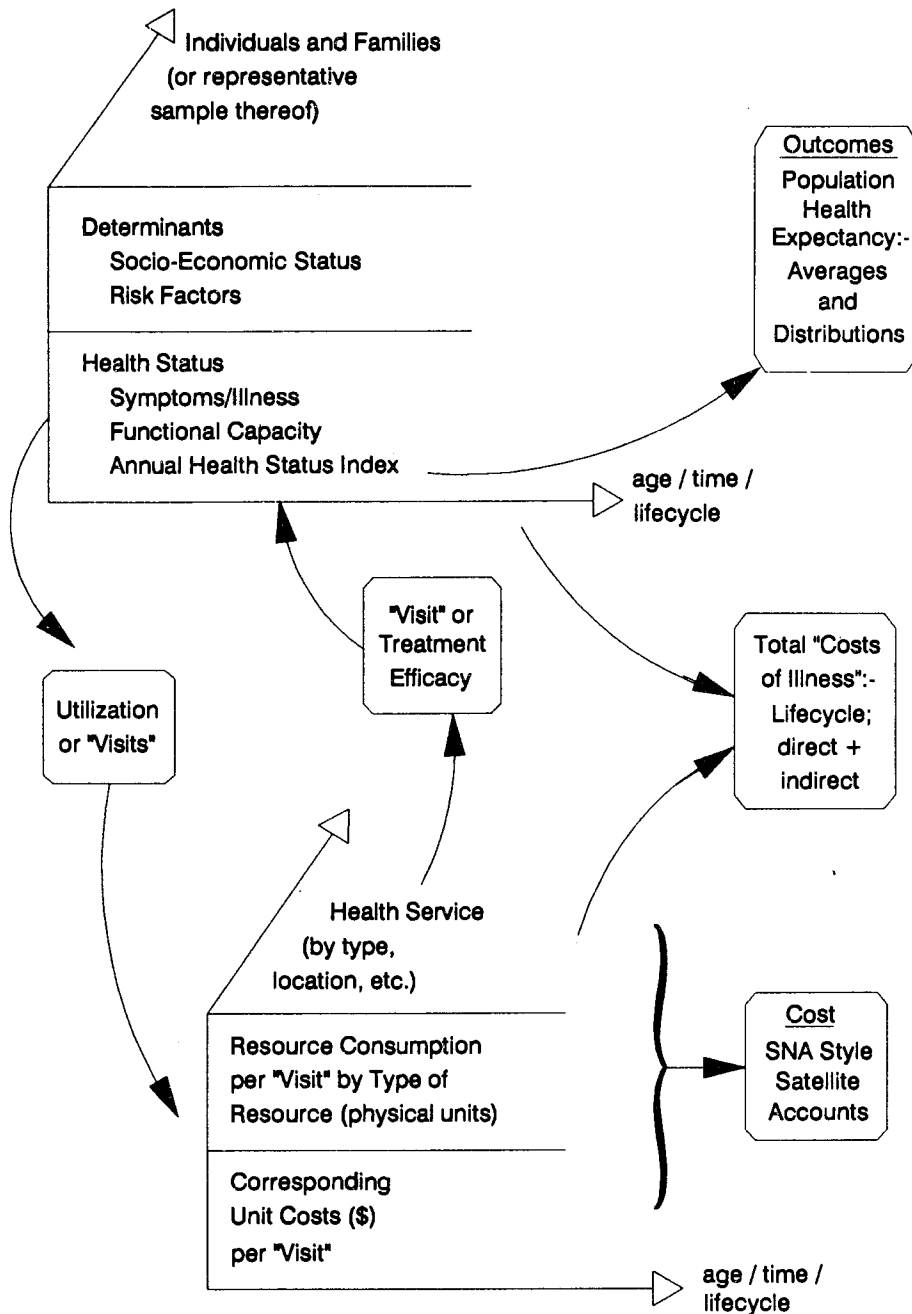 Individuals and Families
(or representative
sample thereof)
Outcomes
Population
Health
Expectancy:-
Averages
and
Distributions
Determinants
Socio-Economic Status
Risk Factors
Health Status
Symptoms/Illness
Functional Capacity
Annual Health Status Index
age / time /
lifecycle
"Visit" or
Treatment
Efficacy
Utilization
or "Visits"
Total "Costs
of Illness":-
Lifecycle;
direct +
indirect
Health Service
(by type,
location, etc.)
Resource Consumption
per "Visit" by Type of
Resource (physical units)
Cost
SNA Style
Satellite
Accounts
Corresponding
Unit Costs ($)
per "Visit"
age / time /
lifecycle